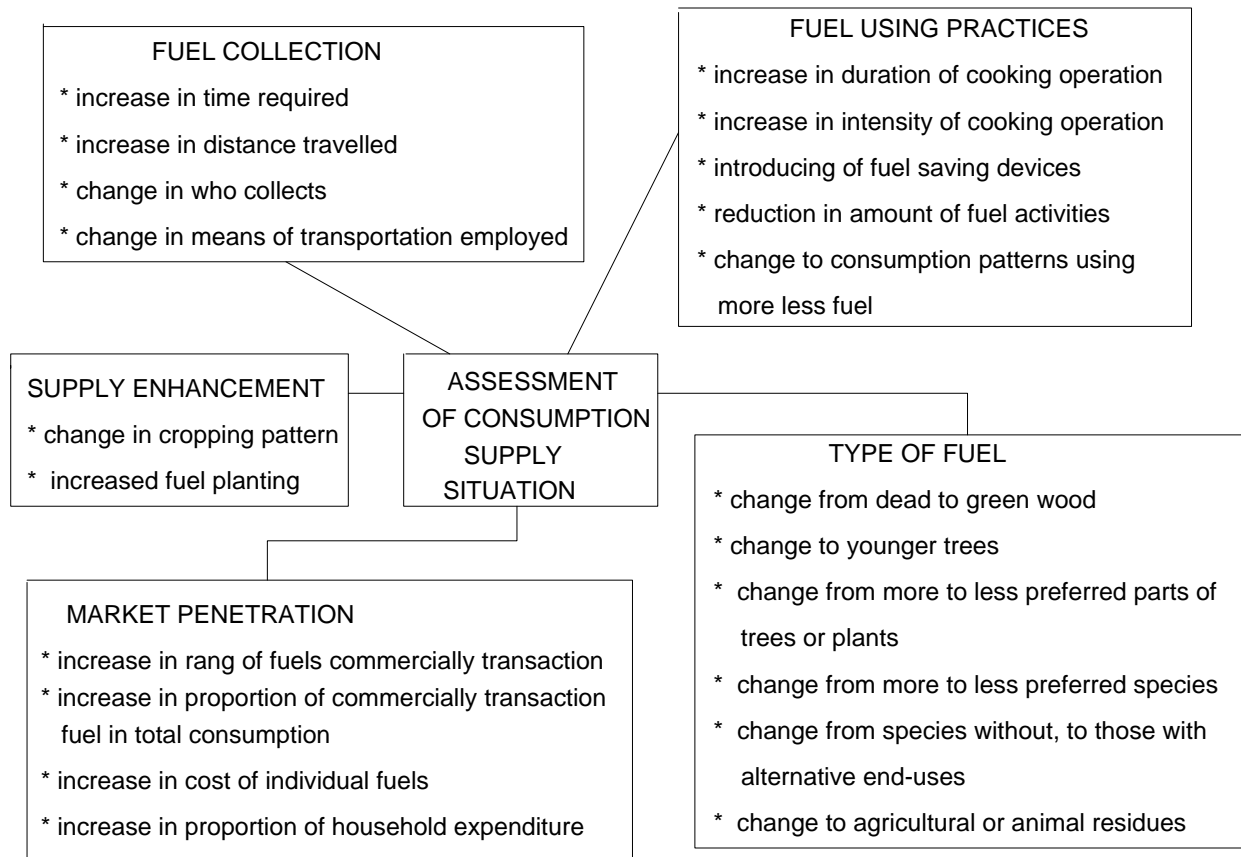 FUEL COLLECTION
* increase in time required
* increase in distance travelled
* change in who collects
* change in means of transportation employed
FUEL USING PRACTICES
* increase in duration of cooking operation
* increase in intensity of cooking operation
* introducing of fuel saving devices
* reduction in amount of fuel activities
* change to consumption patterns using
more less fuel
SUPPLY ENHANCEMENT
* change in cropping pattern
* increased fuel planting
ASSESSMENT
OF CONSUMPTION
SUPPLY
SITUATION
TYPE OF FUEL
* change from dead to green wood
* change to younger trees
* change from more to less preferred parts of
trees or plants
* change from more to less preferred species
* change from species without, to those with
alternative end-uses
* change to agricultural or animal residues
MARKET PENETRATION
* increase in rang of fuels commercially transaction
* increase in proportion of commercially transaction
fuel in total consumption
* increase in cost of individual fuels
* increase in proportion of household expenditure